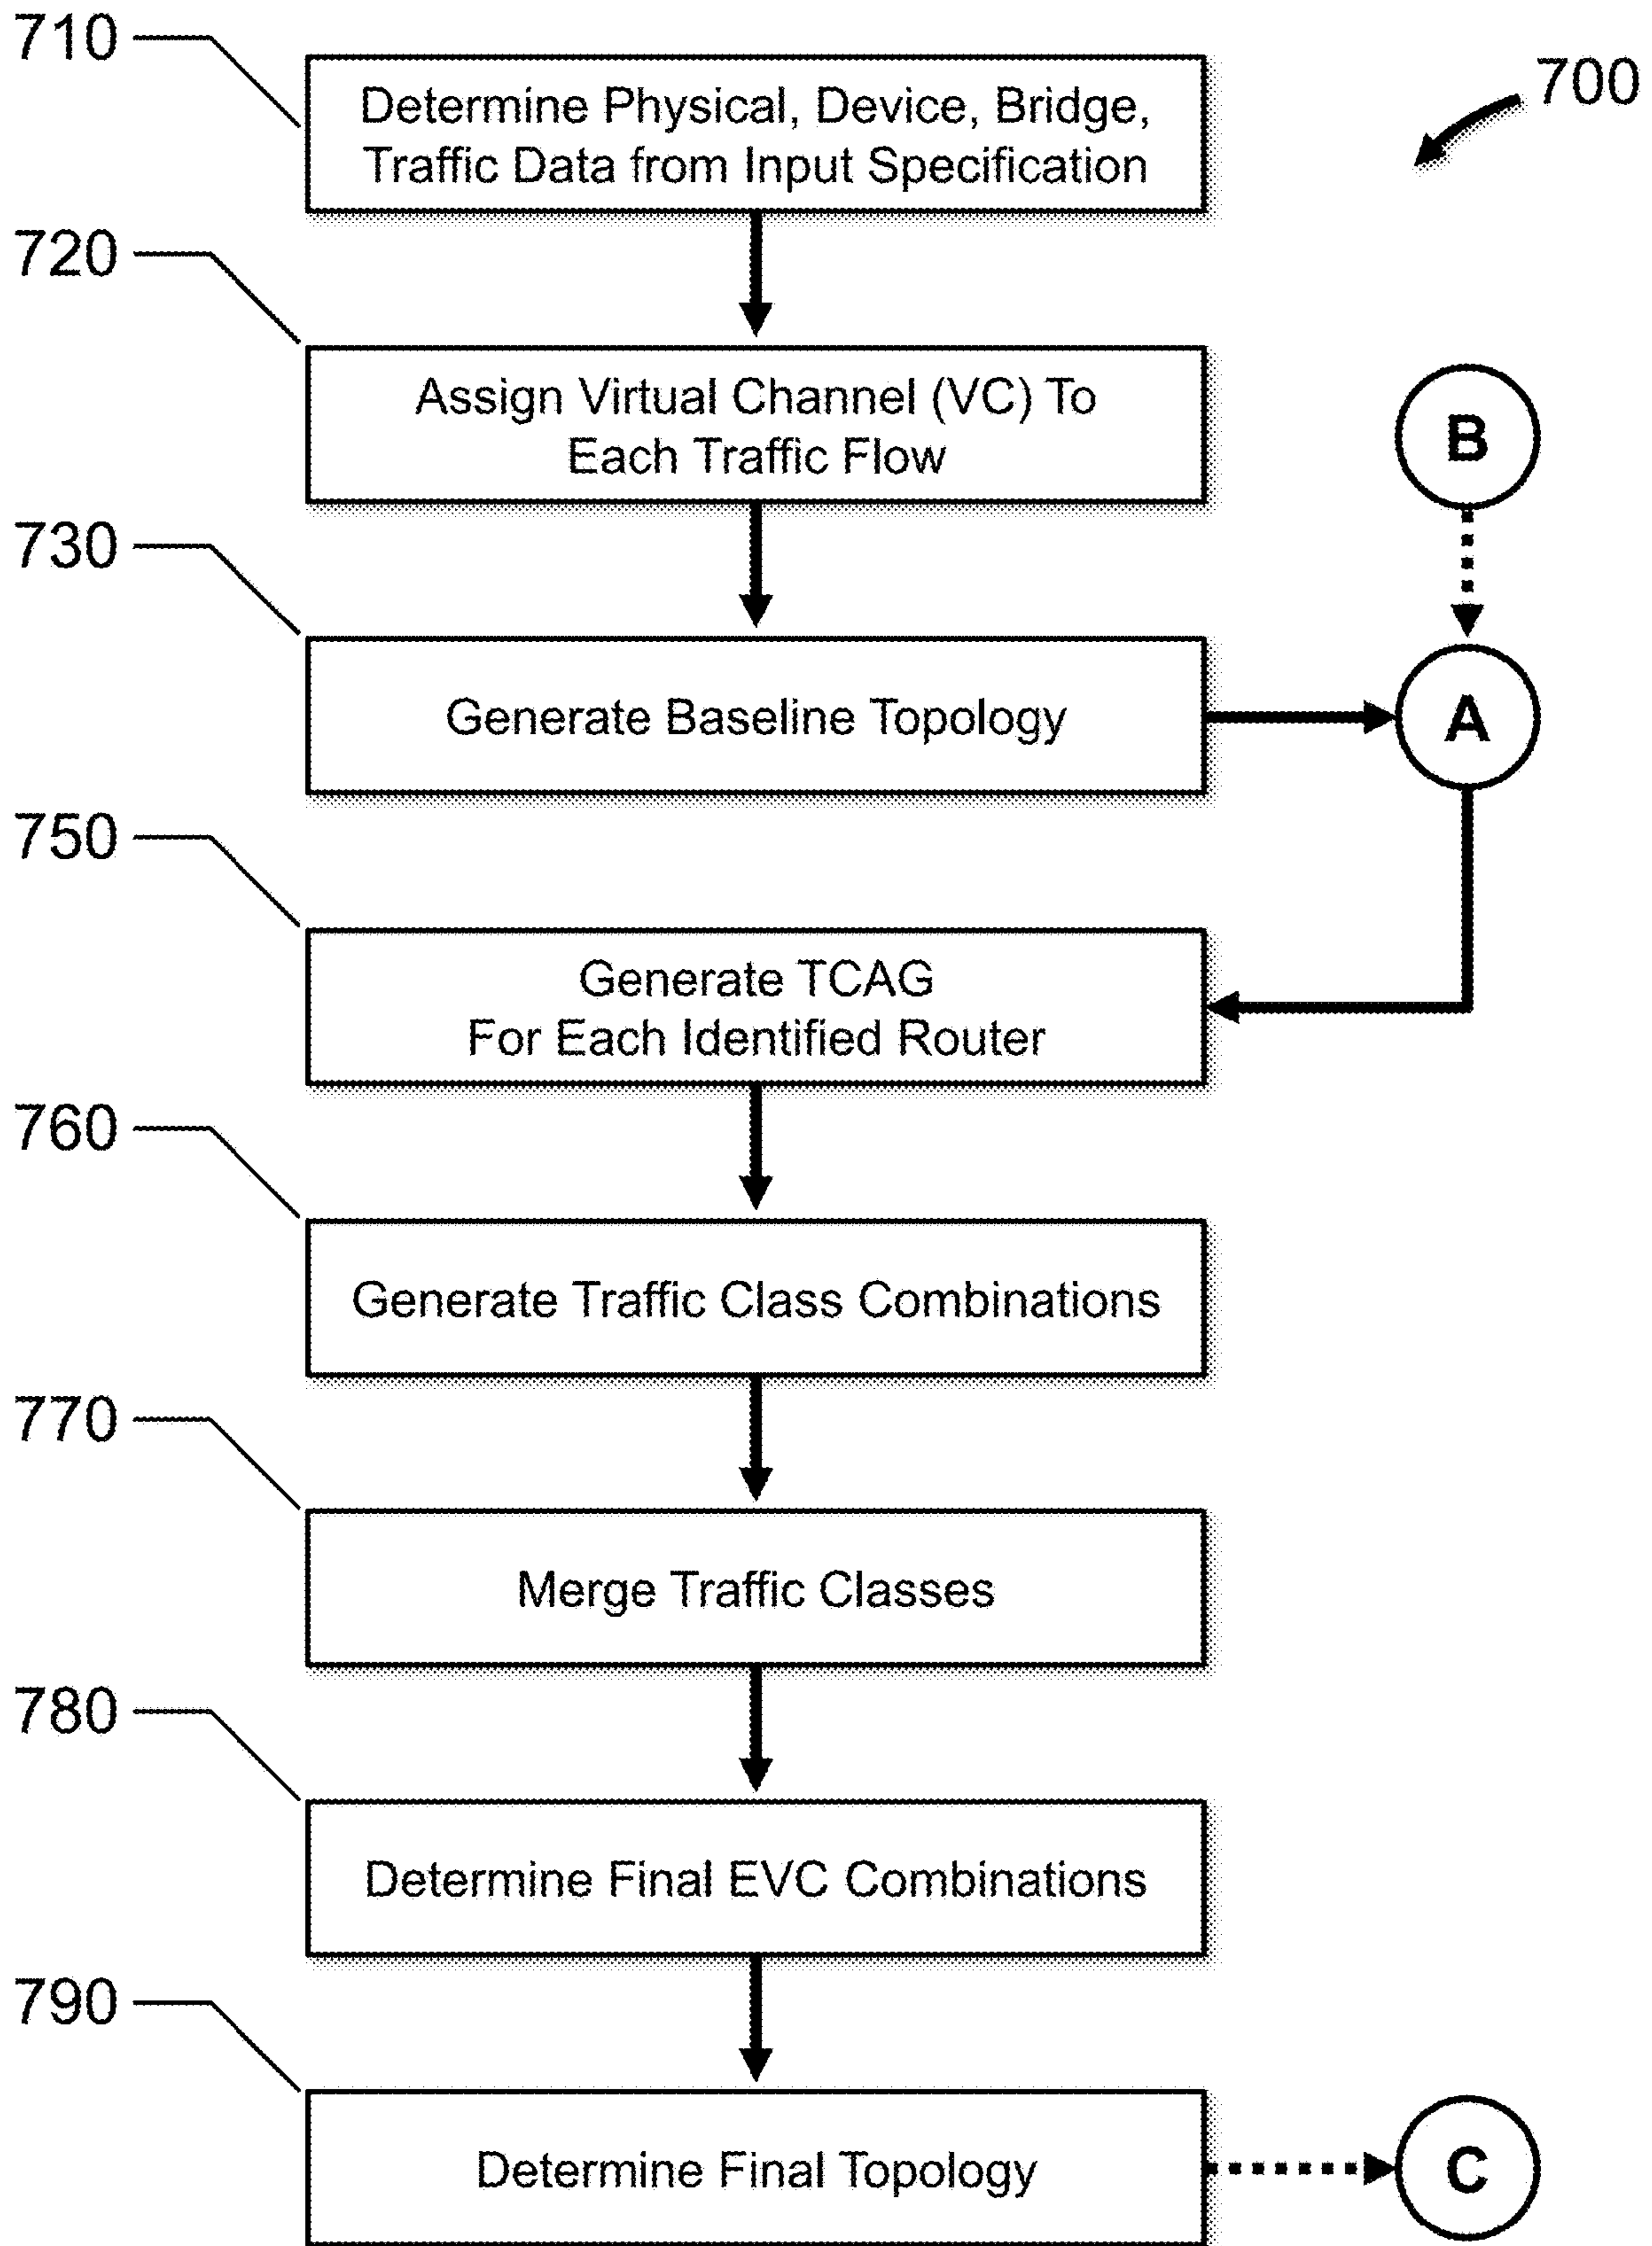 710
Determine Physical, Device, Bridge,
Traffic Data from Input Specification
700
720
Assign Virtual Channel (VC) To
Each Traffic Flow
B
730
Generate Baseline Topology
A
750
Generate TCAG
For Each Identified Router
760
Generate Traffic Class Combinations
770
Merge Traffic Classes
780
Determine Final EVC Combinations
790
Determine Final Topology
C